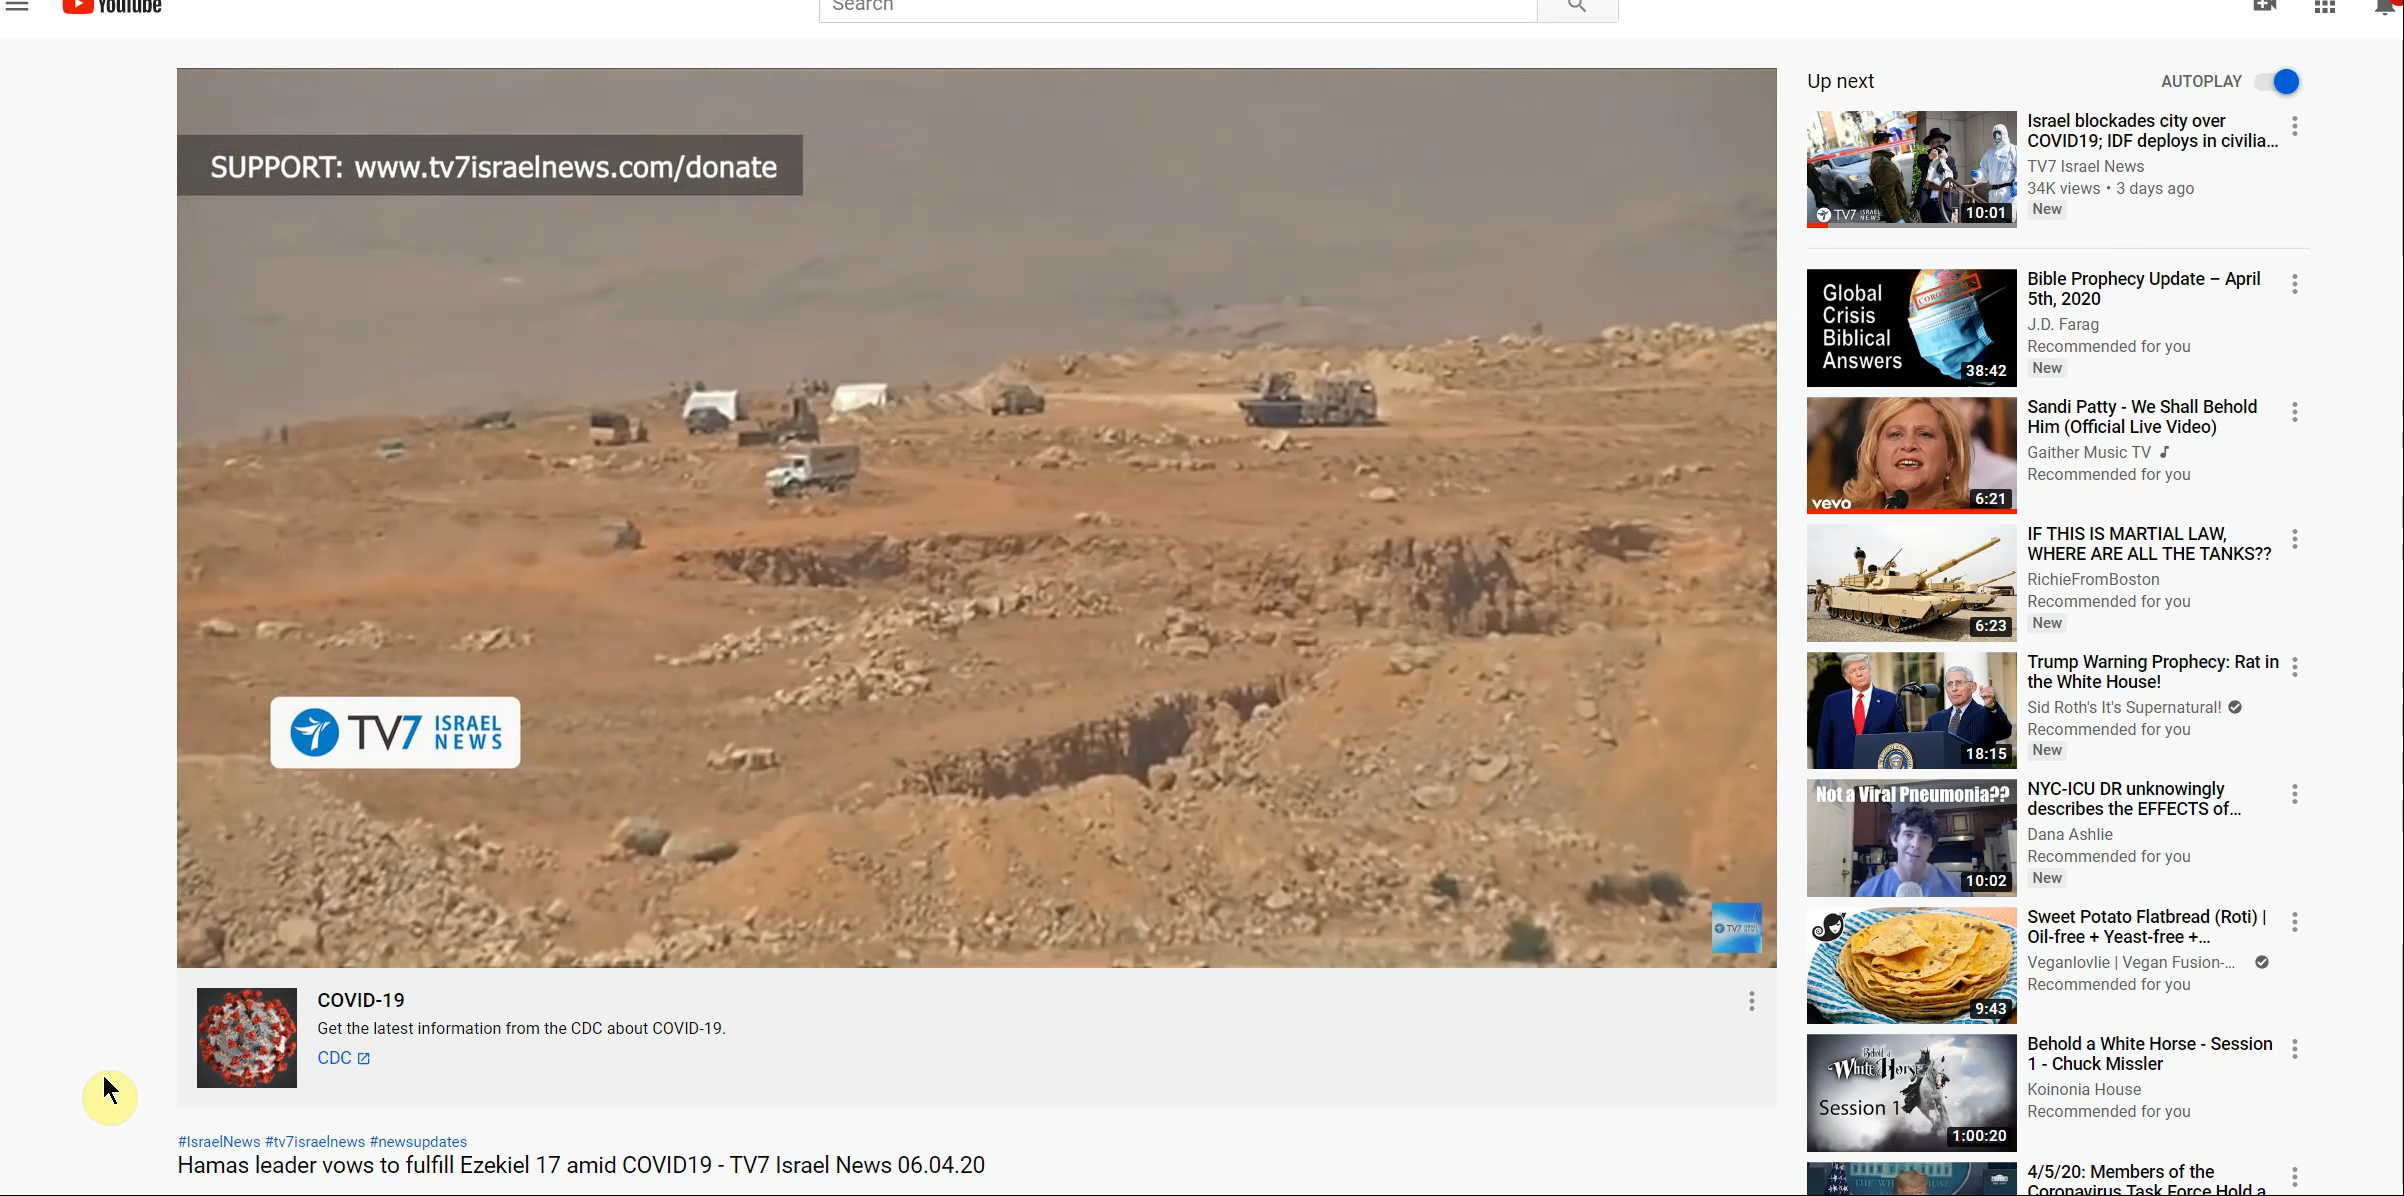 YouTube
Search
SUPPORT: www.tv7israelnews.com/donate
TV7 ISRAEL
NEWS
COVID-19
Get the latest information from the CDC about COVID-19.
CDC
#IsraelNews #tv7israelnews #newsupdates
Hamas leader vows to fulfill Ezekiel 17 amid COVID19 - TV7 Israel News 06.04.20
Up next
AUTOPLAY
TV7 ISRAEL
NEWS
10:01
Israel blockades city over
COVID19; IDF deploys in civilia...
TV7 Israel News
34K views • 3 days ago
New
Global
Crisis
Biblical
Answers
38:42
Bible Prophecy Update – April
5th, 2020
J.D. Farag
Recommended for you
New
vevo
6:21
Sandi Patty - We Shall Behold
Him (Official Live Video)
Gaither Music TV
Recommended for you
6:23
IF THIS IS MARTIAL LAW,
WHERE ARE ALL THE TANKS??
RichieFromBoston
Recommended for you
New
18:15
Trump Warning Prophecy: Rat in
the White House!
Sid Roth's It's Supernatural!
Recommended for you
New
Not a Viral Pneumonia??
10:02
NYC-ICU DR unknowingly
describes the EFFECTS of...
Dana Ashlie
Recommended for you
New
9:43
Sweet Potato Flatbread (Roti) |
Oil-free + Yeast-free +...
Veganlovlie | Vegan Fusion-...
Recommended for you
Behold a
White Horse
Session 1
1:00:20
Behold a White Horse - Session
1 - Chuck Missler
Koinonia House
Recommended for you
4/5/20: Members of the
Coronavirus Task Force Hold a